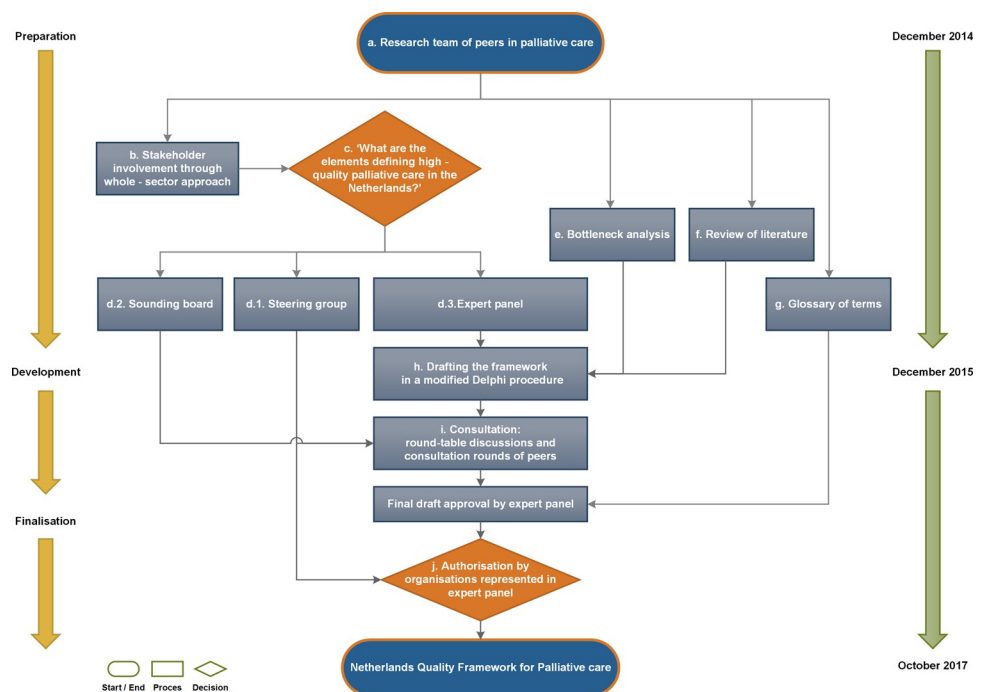 Preparation
a. Research team of peers in palliative care
December 2014
b. Stakeholder
involvement through
whole - sector approach
c. ‘What are the
elements defining high -
quality palliative care in the
Netherlands?’
e. Bottleneck analysis
f. Review of literature
d.2. Sounding board
d.1. Steering group
d.3.Expert panel
g. Glossary of terms
Development
h. Drafting the framework
in a modified Delphi procedure
December 2015
i. Consultation:
round-table discussions and
consultation rounds of peers
Final draft approval by expert panel
Finalisation
j. Authorisation by
organisations represented in
expert panel
Netherlands Quality Framework for Palliative care
October 2017
Start / End
Proces
Decision